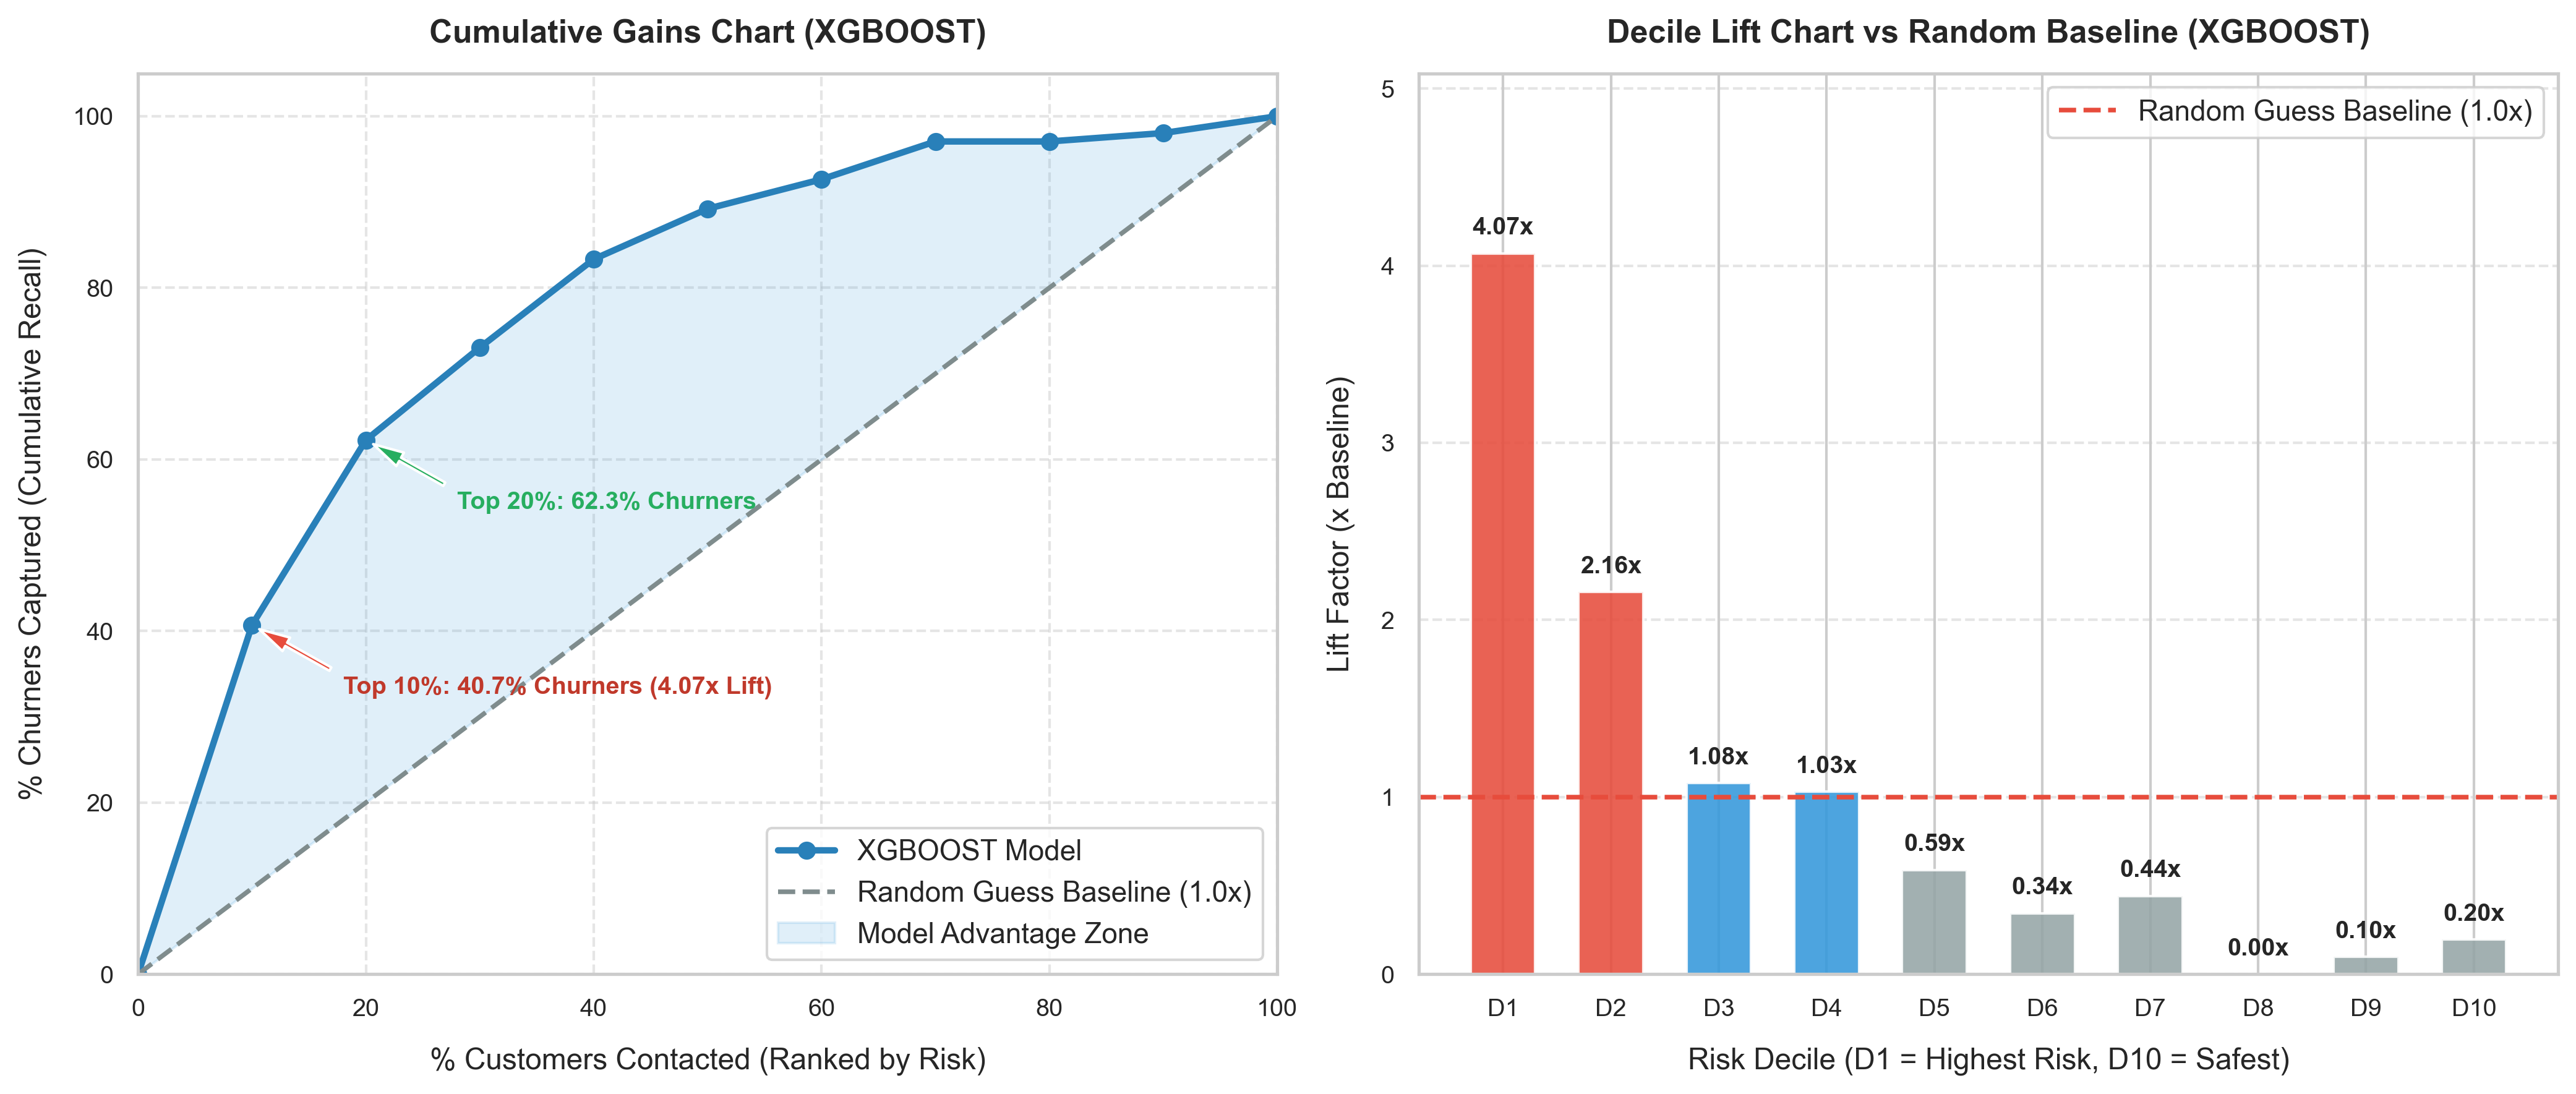 Cumulative Gains Chart (XGBOOST)
% Churners Captured (Cumulative Recall)
100
80
60
40
20
0
Top 20%: 62.3% Churners
Top 10%: 40.7% Churners (4.07x Lift)
XGBOOST Model
Random Guess Baseline (1.0x)
Model Advantage Zone
0 20 40 60 80 100
% Customers Contacted (Ranked by Risk)
Decile Lift Chart vs Random Baseline (XGBOOST)
Lift Factor (x Baseline)
5
4
3
2
1
0
Random Guess Baseline (1.0x)
4.07x
2.16x
1.08x
1.03x
0.59x
0.34x
0.44x
0.00x
0.10x
0.20x
D1 D2 D3 D4 D5 D6 D7 D8 D9 D10
Risk Decile (D1 = Highest Risk, D10 = Safest)